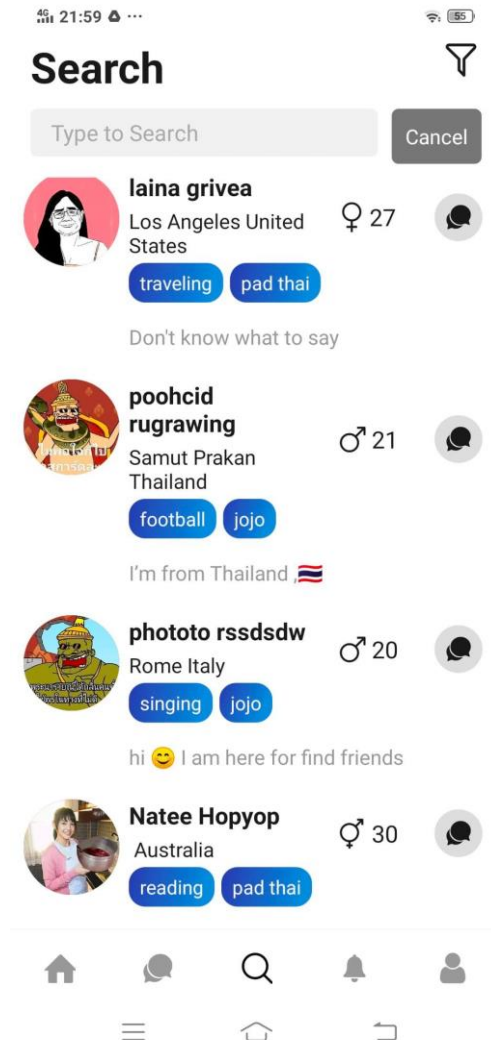 4G 21:59
55
Search
Type to Search
Cancel
laina grivea
Los Angeles United
States
♀ 27
traveling pad thai
Don't know what to say
poohcid
rugrawing
Samut Prakan
Thailand
♂ 21
football jojo
I'm from Thailand ,🇹🇭
phototo rssdsdw
Rome Italy
♂ 20
singing jojo
hi 😊 I am here for find friends
Natee Hopyop
Australia
⚥ 30
reading pad thai